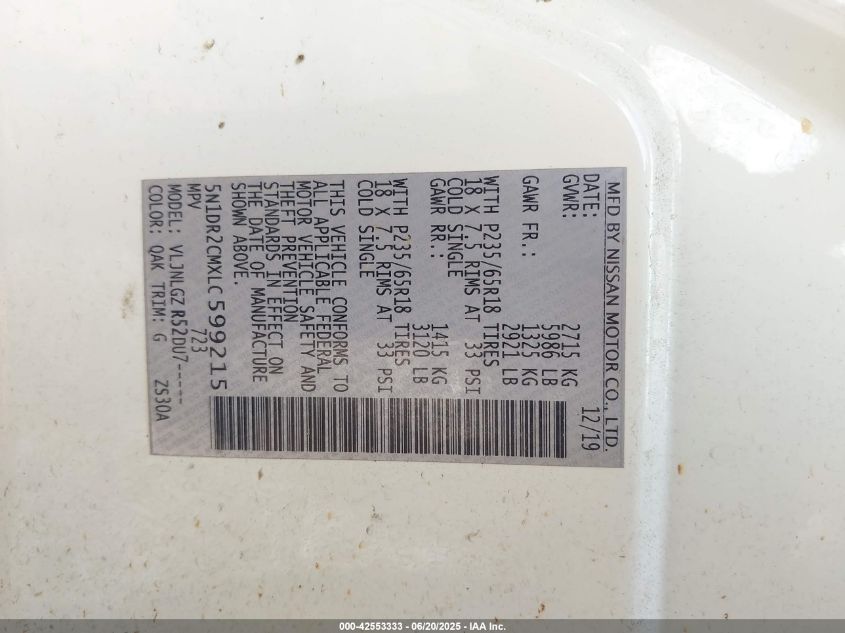 MFD BY NISSAN MOTOR CO., LTD.
DATE: 12/19
GVWR: 2715 KG
5986 LB
GAWR FR.: 1325 KG
2921 LB
WITH P235/65R18 TIRES
18 X 7.5 RIMS AT 33 PSI
COLD SINGLE
GAWR RR.: 1415 KG
3120 LB
WITH P235/65R18 TIRES
18 X 7.5 RIMS AT 33 PSI
COLD SINGLE
THIS VEHICLE CONFORMS TO
ALL APPLICABLE FEDERAL
MOTOR VEHICLE SAFETY AND
THEFT PREVENTION
STANDARDS IN EFFECT ON
THE DATE OF MANUFACTURE
SHOWN ABOVE.
5N1DR2CMXLC599215
MPV 723
MODEL: VLJNLGZ R52DU7-----
COLOR: QAK TRIM: G ZS30A
000-42553333 - 06/20/2025 - IAA Inc.